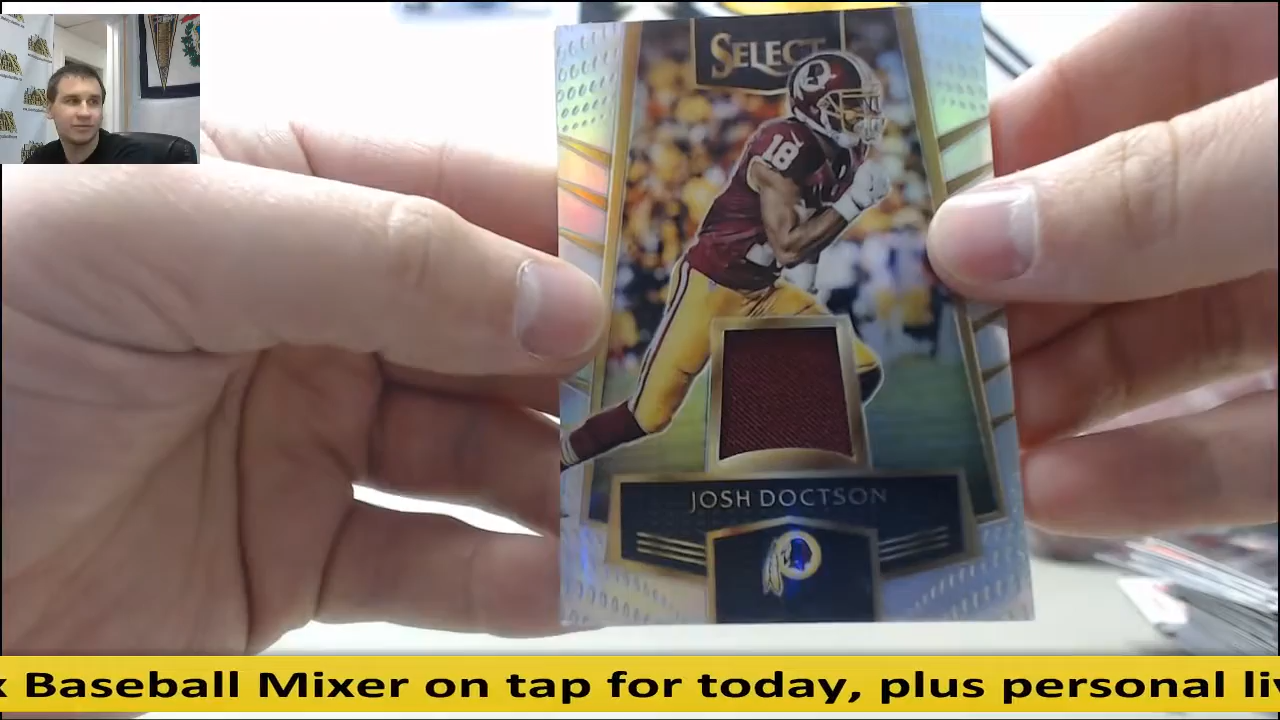 SELECT
18
JOSH DOCTSON
x Baseball Mixer on tap for today, plus personal liv